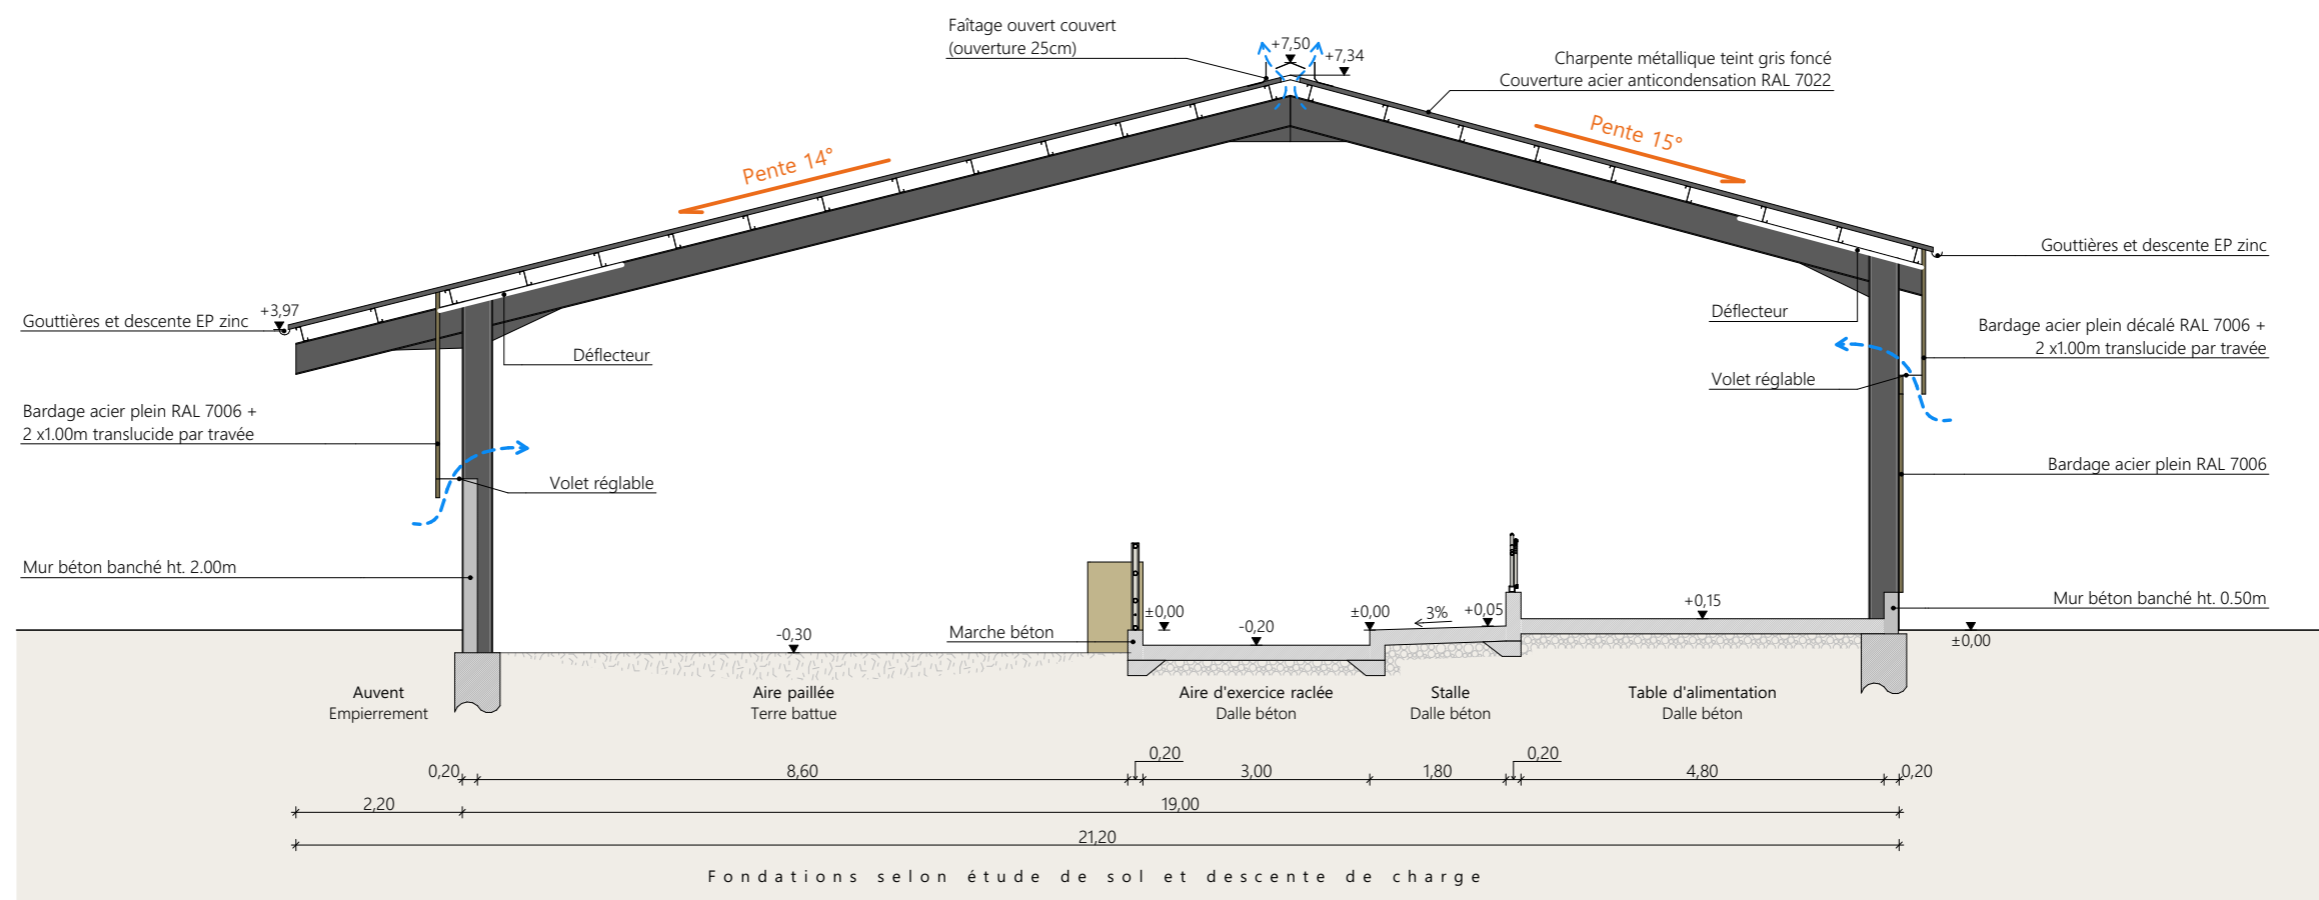 Faîtage ouvert couvert
(ouverture 25cm)
+7,50
+7,34
Charpente métallique teint gris foncé
Couverture acier anticondensation RAL 7022
Pente 14°
Pente 15°
Gouttières et descente EP zinc
+3,97
Gouttières et descente EP zinc
Déflecteur
Déflecteur
Bardage acier plein décalé RAL 7006 +
2 x1.00m translucide par travée
Volet réglable
Bardage acier plein RAL 7006 +
2 x1.00m translucide par travée
Volet réglable
Bardage acier plein RAL 7006
Mur béton banché ht. 2.00m
Mur béton banché ht. 0.50m
-0,30
Marche béton
±0,00
-0,20
±0,00
3%
+0,05
+0,15
±0,00
Auvent
Empierrement
Aire paillée
Terre battue
Aire d'exercice raclée
Dalle béton
Stalle
Dalle béton
Table d'alimentation
Dalle béton
0,20
8,60
0,20
3,00
1,80
0,20
4,80
0,20
2,20
19,00
21,20
Fondations selon étude de sol et descente de charge